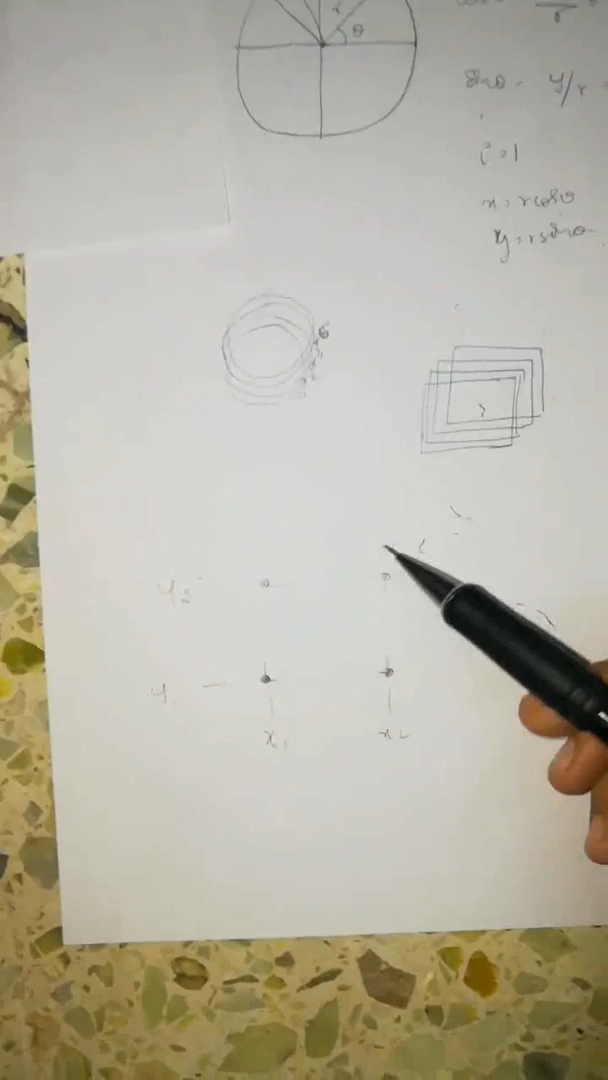 r
θ
r
sinθ = y/r =
i = 1
x = r cosθ
y = r sinθ
y2
y1
x1 x2